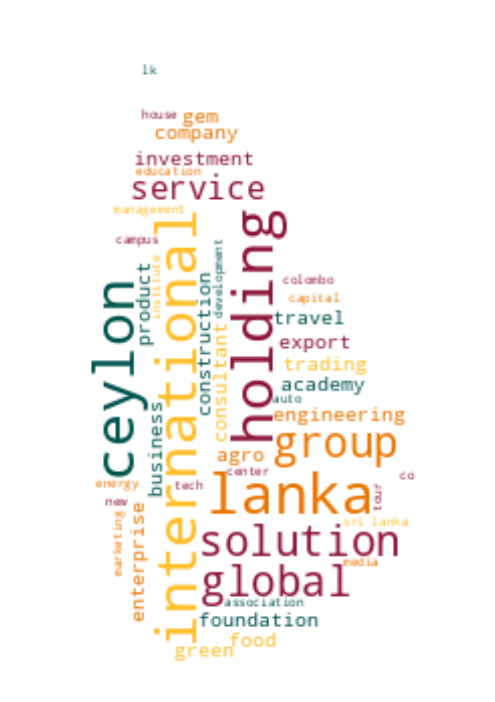 lk
house
gem
company
investment
education
service
management
holding
international
campus
development
institute
product
construction
ceylon
colombo
capital
travel
consultant
export
trading
academy
auto
business
engineering
group
agro
center
lanka
co
energy
tech
tour
new
enterprise
marketing
sri lanka
solution
media
global
association
foundation
food
green